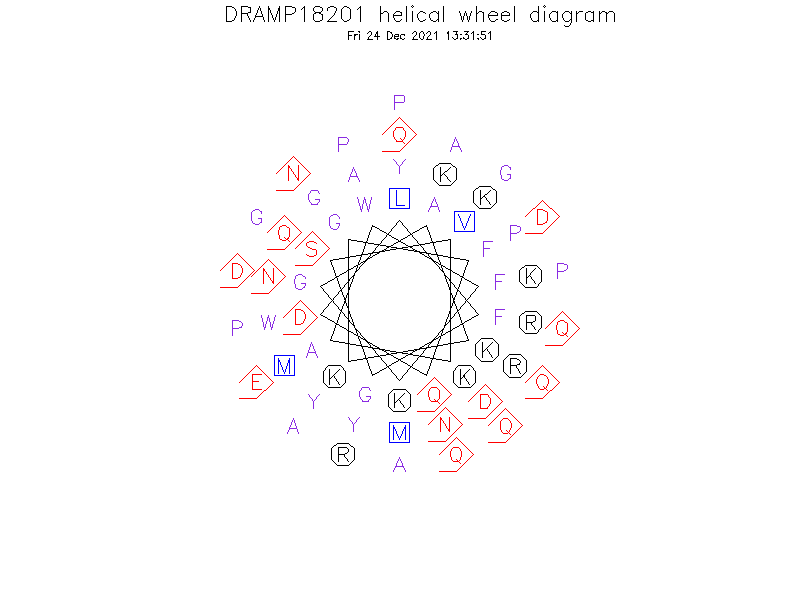 DRAMP18201 helical wheel diagram
Fri 24 Dec 2021 13:31:51
P
Q
P A
N A Y K G
G W L A K
G G V D
Q P
S F
D N G F K P
P W D F R Q
A K
M R
E K K Q
Y G K Q D
A Y M N Q
R Q
A